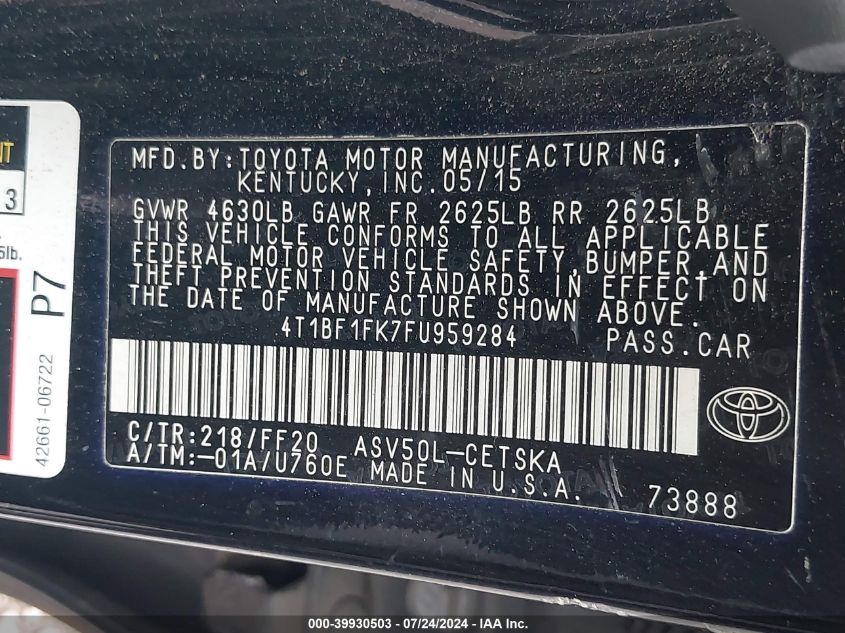 MFD.BY:TOYOTA MOTOR MANUFACTURING,
KENTUCKY,INC.05/15
GVWR 4630LB GAWR FR 2625LB RR 2625LB
THIS VEHICLE CONFORMS TO ALL APPLICABLE
FEDERAL MOTOR VEHICLE SAFETY,BUMPER,AND
THEFT PREVENTION STANDARDS IN EFFECT ON
THE DATE OF MANUFACTURE SHOWN ABOVE.
4T1BF1FK7FU959284 PASS.CAR
C/TR:218/FF20 ASV50L-CETSKA
A/TM:-01A/U760E MADE IN U.S.A. 73888
3
5lb.
P7
42661-06722
000-39930503 - 07/24/2024 - IAA Inc.